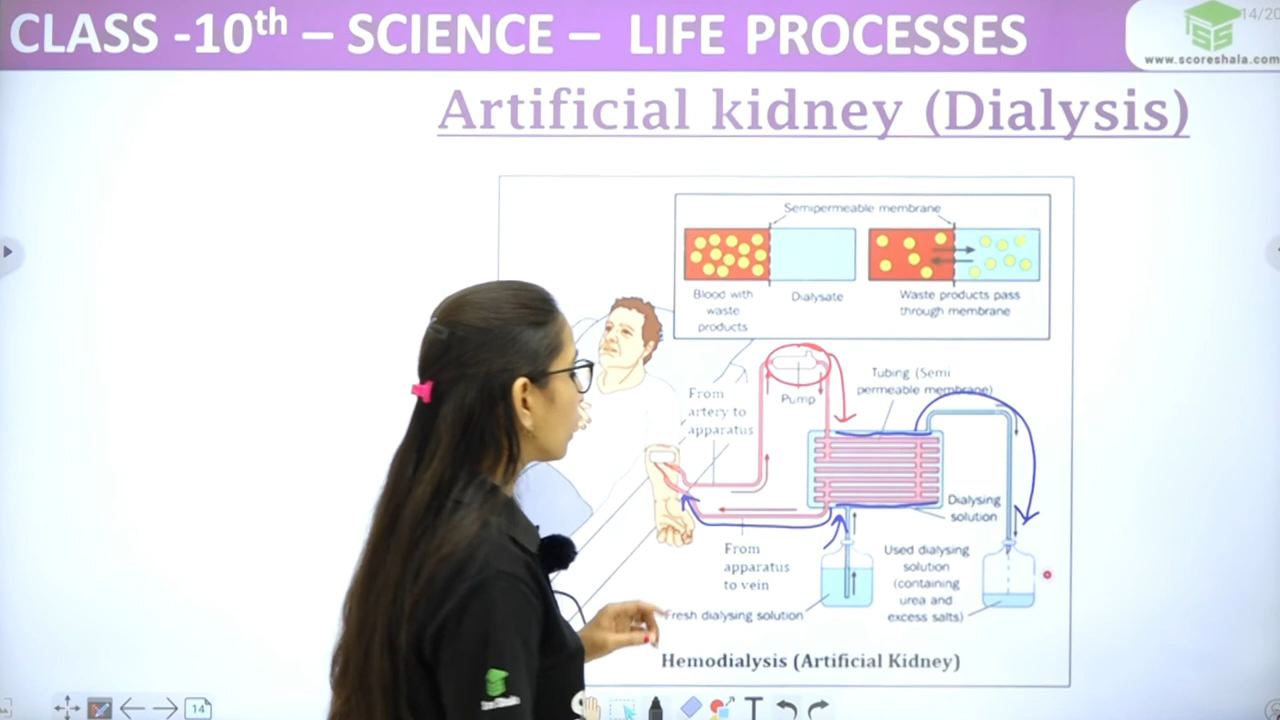 CLASS -10th – SCIENCE – LIFE PROCESSES
14/20
www.scoreshala.com
Artificial kidney (Dialysis)
Semipermeable membrane
Blood with
waste
products
Dialysate
Waste products pass
through membrane
Tubing (Semi
permeable membrane)
From
artery to
apparatus
Pump
Dialysing
solution
From
apparatus
to vein
Used dialysing
solution
(containing
urea and
excess salts)
Fresh dialysing solution
Hemodialysis (Artificial Kidney)
14